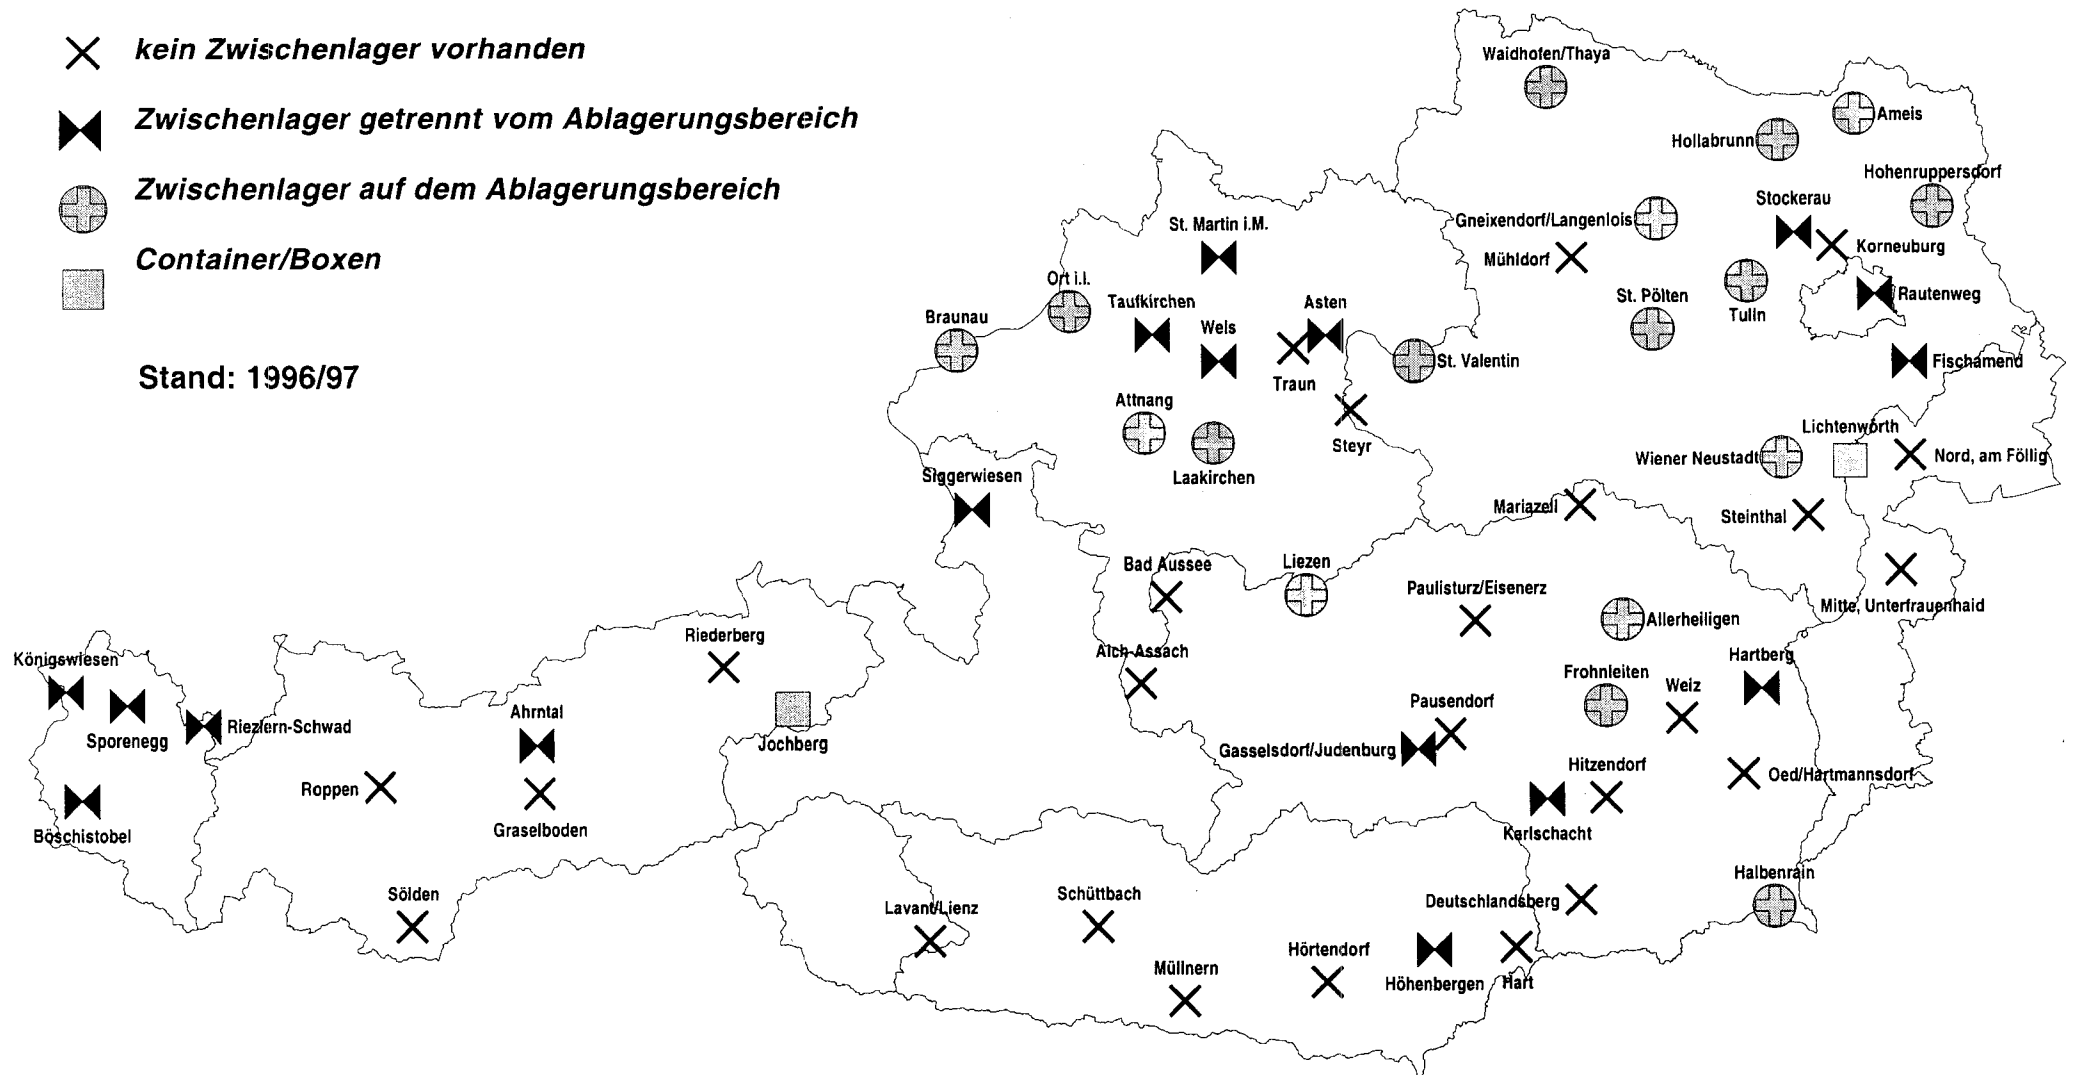 kein Zwischenlager vorhanden
Zwischenlager getrennt vom Ablagerungsbereich
Zwischenlager auf dem Ablagerungsbereich
Container/Boxen
Stand: 1996/97
Waidhofen/Thaya
Ameis
Hollabrunn
Hohenruppersdorf
Stockerau
Gneixendorf/Langenlois
St. Martin i.M.
Korneuburg
Mühldorf
Ort i.I.
Taufkirchen
Asten
St. Pölten
Rautenweg
Braunau
Wels
Tulln
St. Valentin
Fischamend
Traun
Attnang
Lichtenwörth
Steyr
Wiener Neustadt
Nord, am Föllig
Siggerwiesen
Laakirchen
Mariazell
Steinthal
Bad Aussee
Liezen
Paulisturz/Eisenerz
Mitte, Unterfrauenhaid
Allerheiligen
Riederberg
Aich-Assach
Hartberg
Königswiesen
Frohnleiten
Weiz
Pausendorf
Ahrntal
Riezlern-Schwad
Sporenegg
Jochberg
Gasselsdorf/Judenburg
Hitzendorf
Oed/Hartmannsdorf
Roppen
Graselboden
Karlschacht
Böschistobel
Halbenrain
Sölden
Schüttbach
Deutschlandsberg
Lavant/Lienz
Hörtendorf
Müllnern
Höhenbergen
Hart